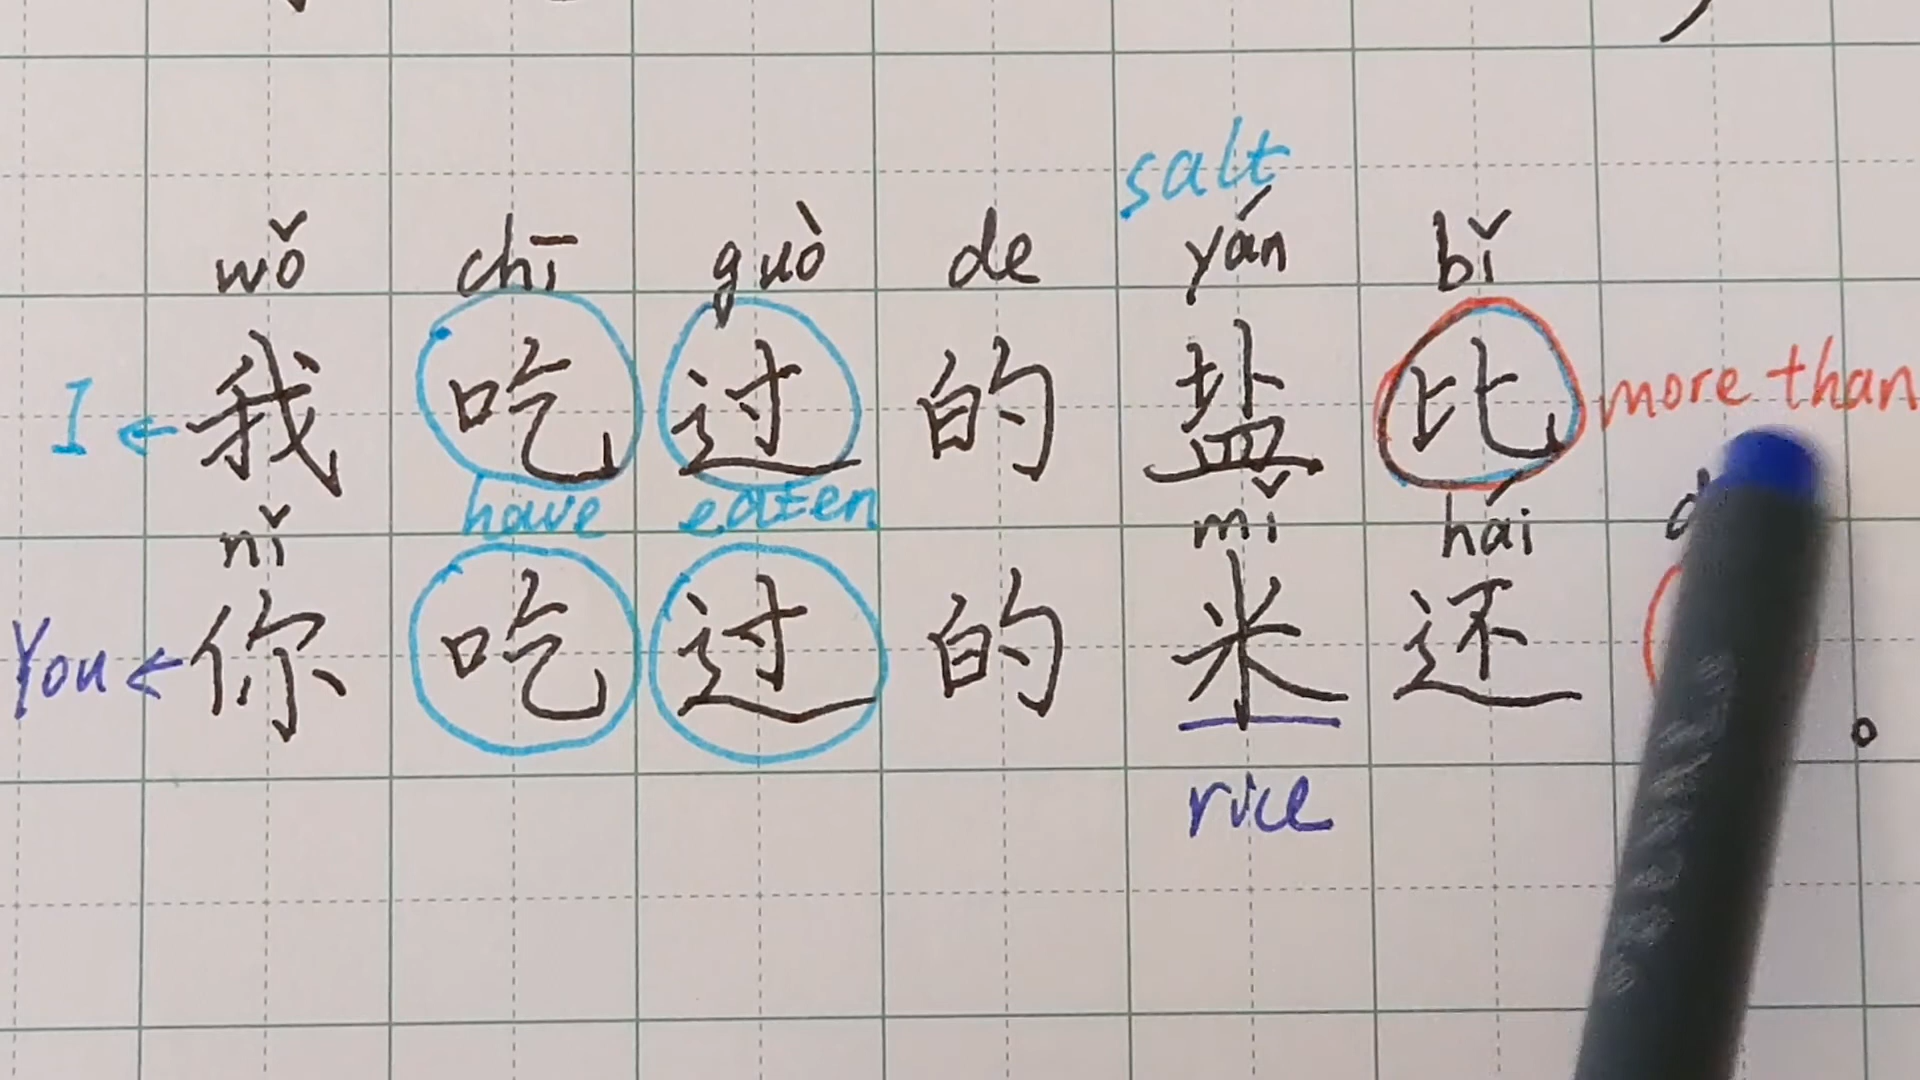 salt
wǒ chī guò de yán bǐ
I ← 我 吃 过 的 盐 比 more than
have eaten
nǐ mǐ hái
You ← 你 吃 过 的 米 还 。
rice